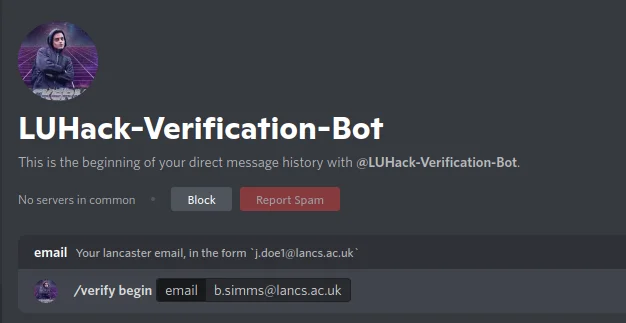 LUHack-Verification-Bot
This is the beginning of your direct message history with @LUHack-Verification-Bot.
No servers in common • Block Report Spam
email Your lancaster email, in the form `j.doe1@lancs.ac.uk`
/verify begin email b.simms@lancs.ac.uk